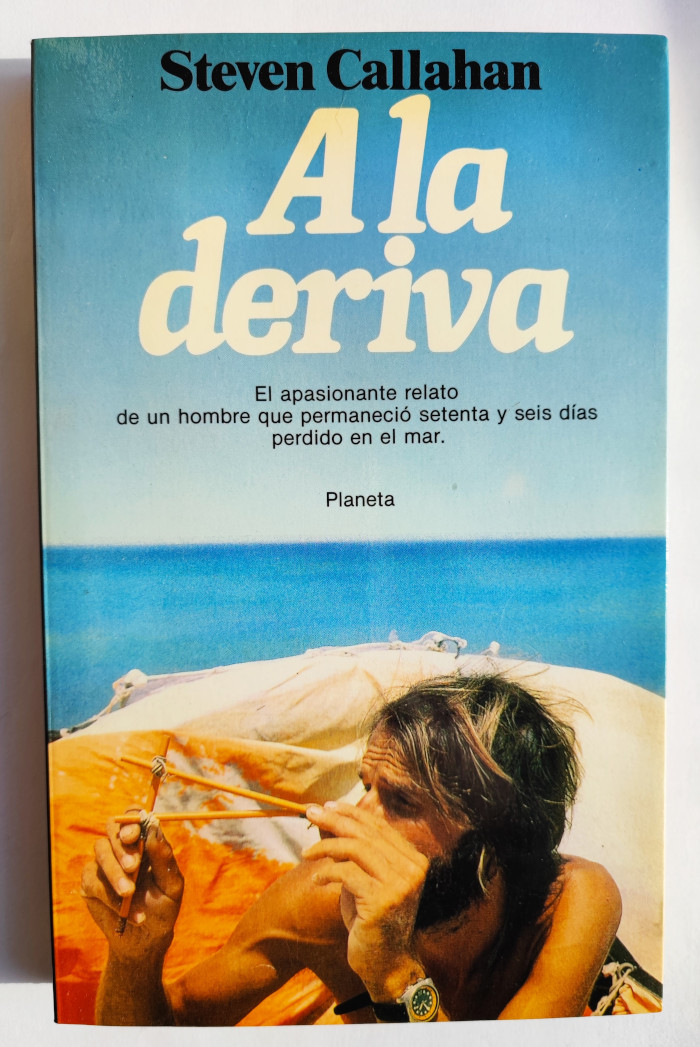 Steven Callahan
A la
deriva
El apasionante relato
de un hombre que permaneció setenta y seis días
perdido en el mar.
Planeta